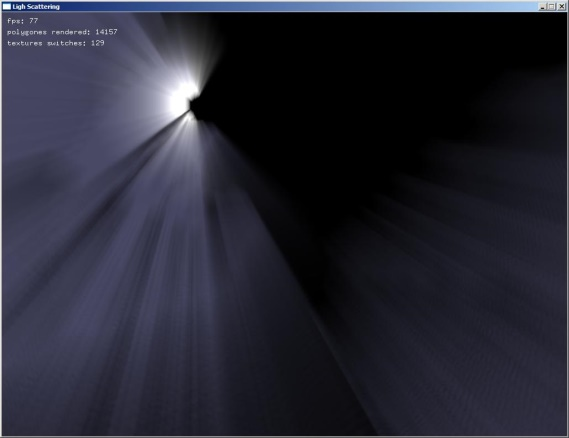 Ligh Scattering
fps: 77
polygones rendered: 14157
textures switches: 129